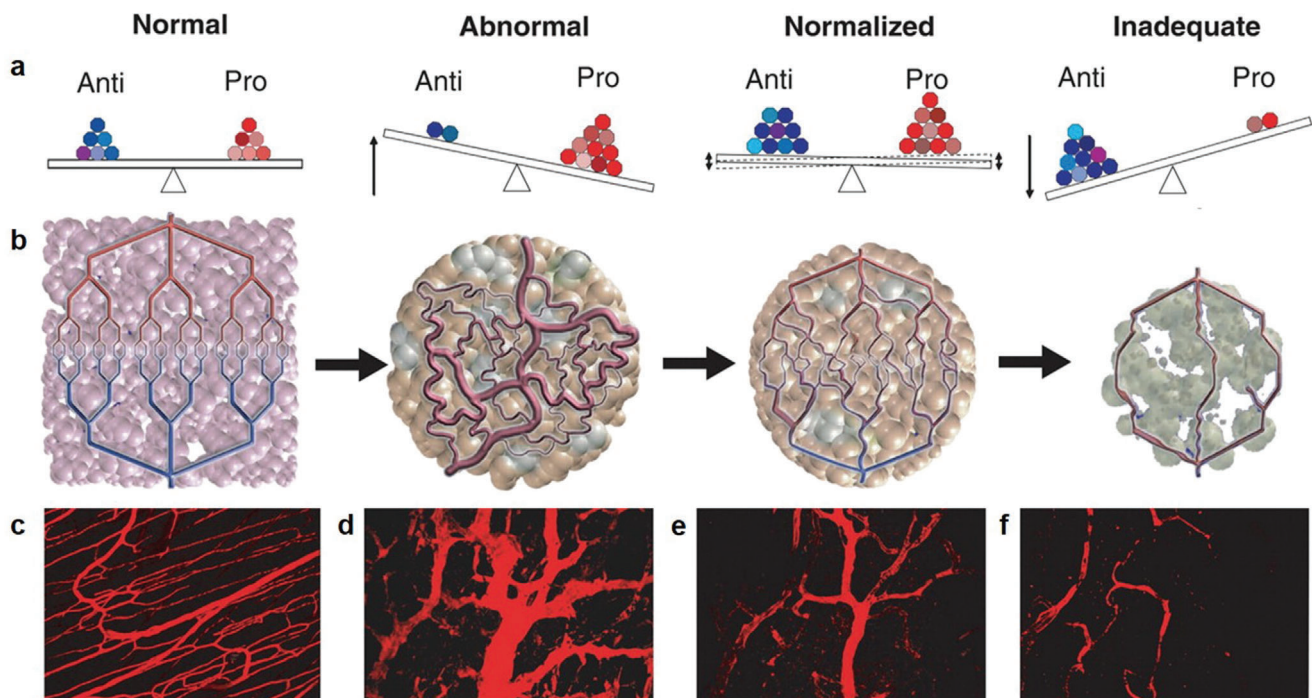 Normal Abnormal Normalized Inadequate
a
Anti Pro Anti Pro Anti Pro Anti Pro
b
c d e f